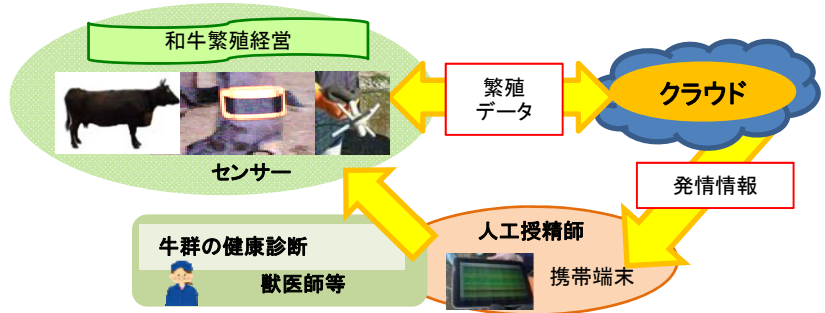 和牛繁殖経営
センサー
繁殖
データ
クラウド
発情情報
人工授精師
携帯端末
牛群の健康診断
獣医師等